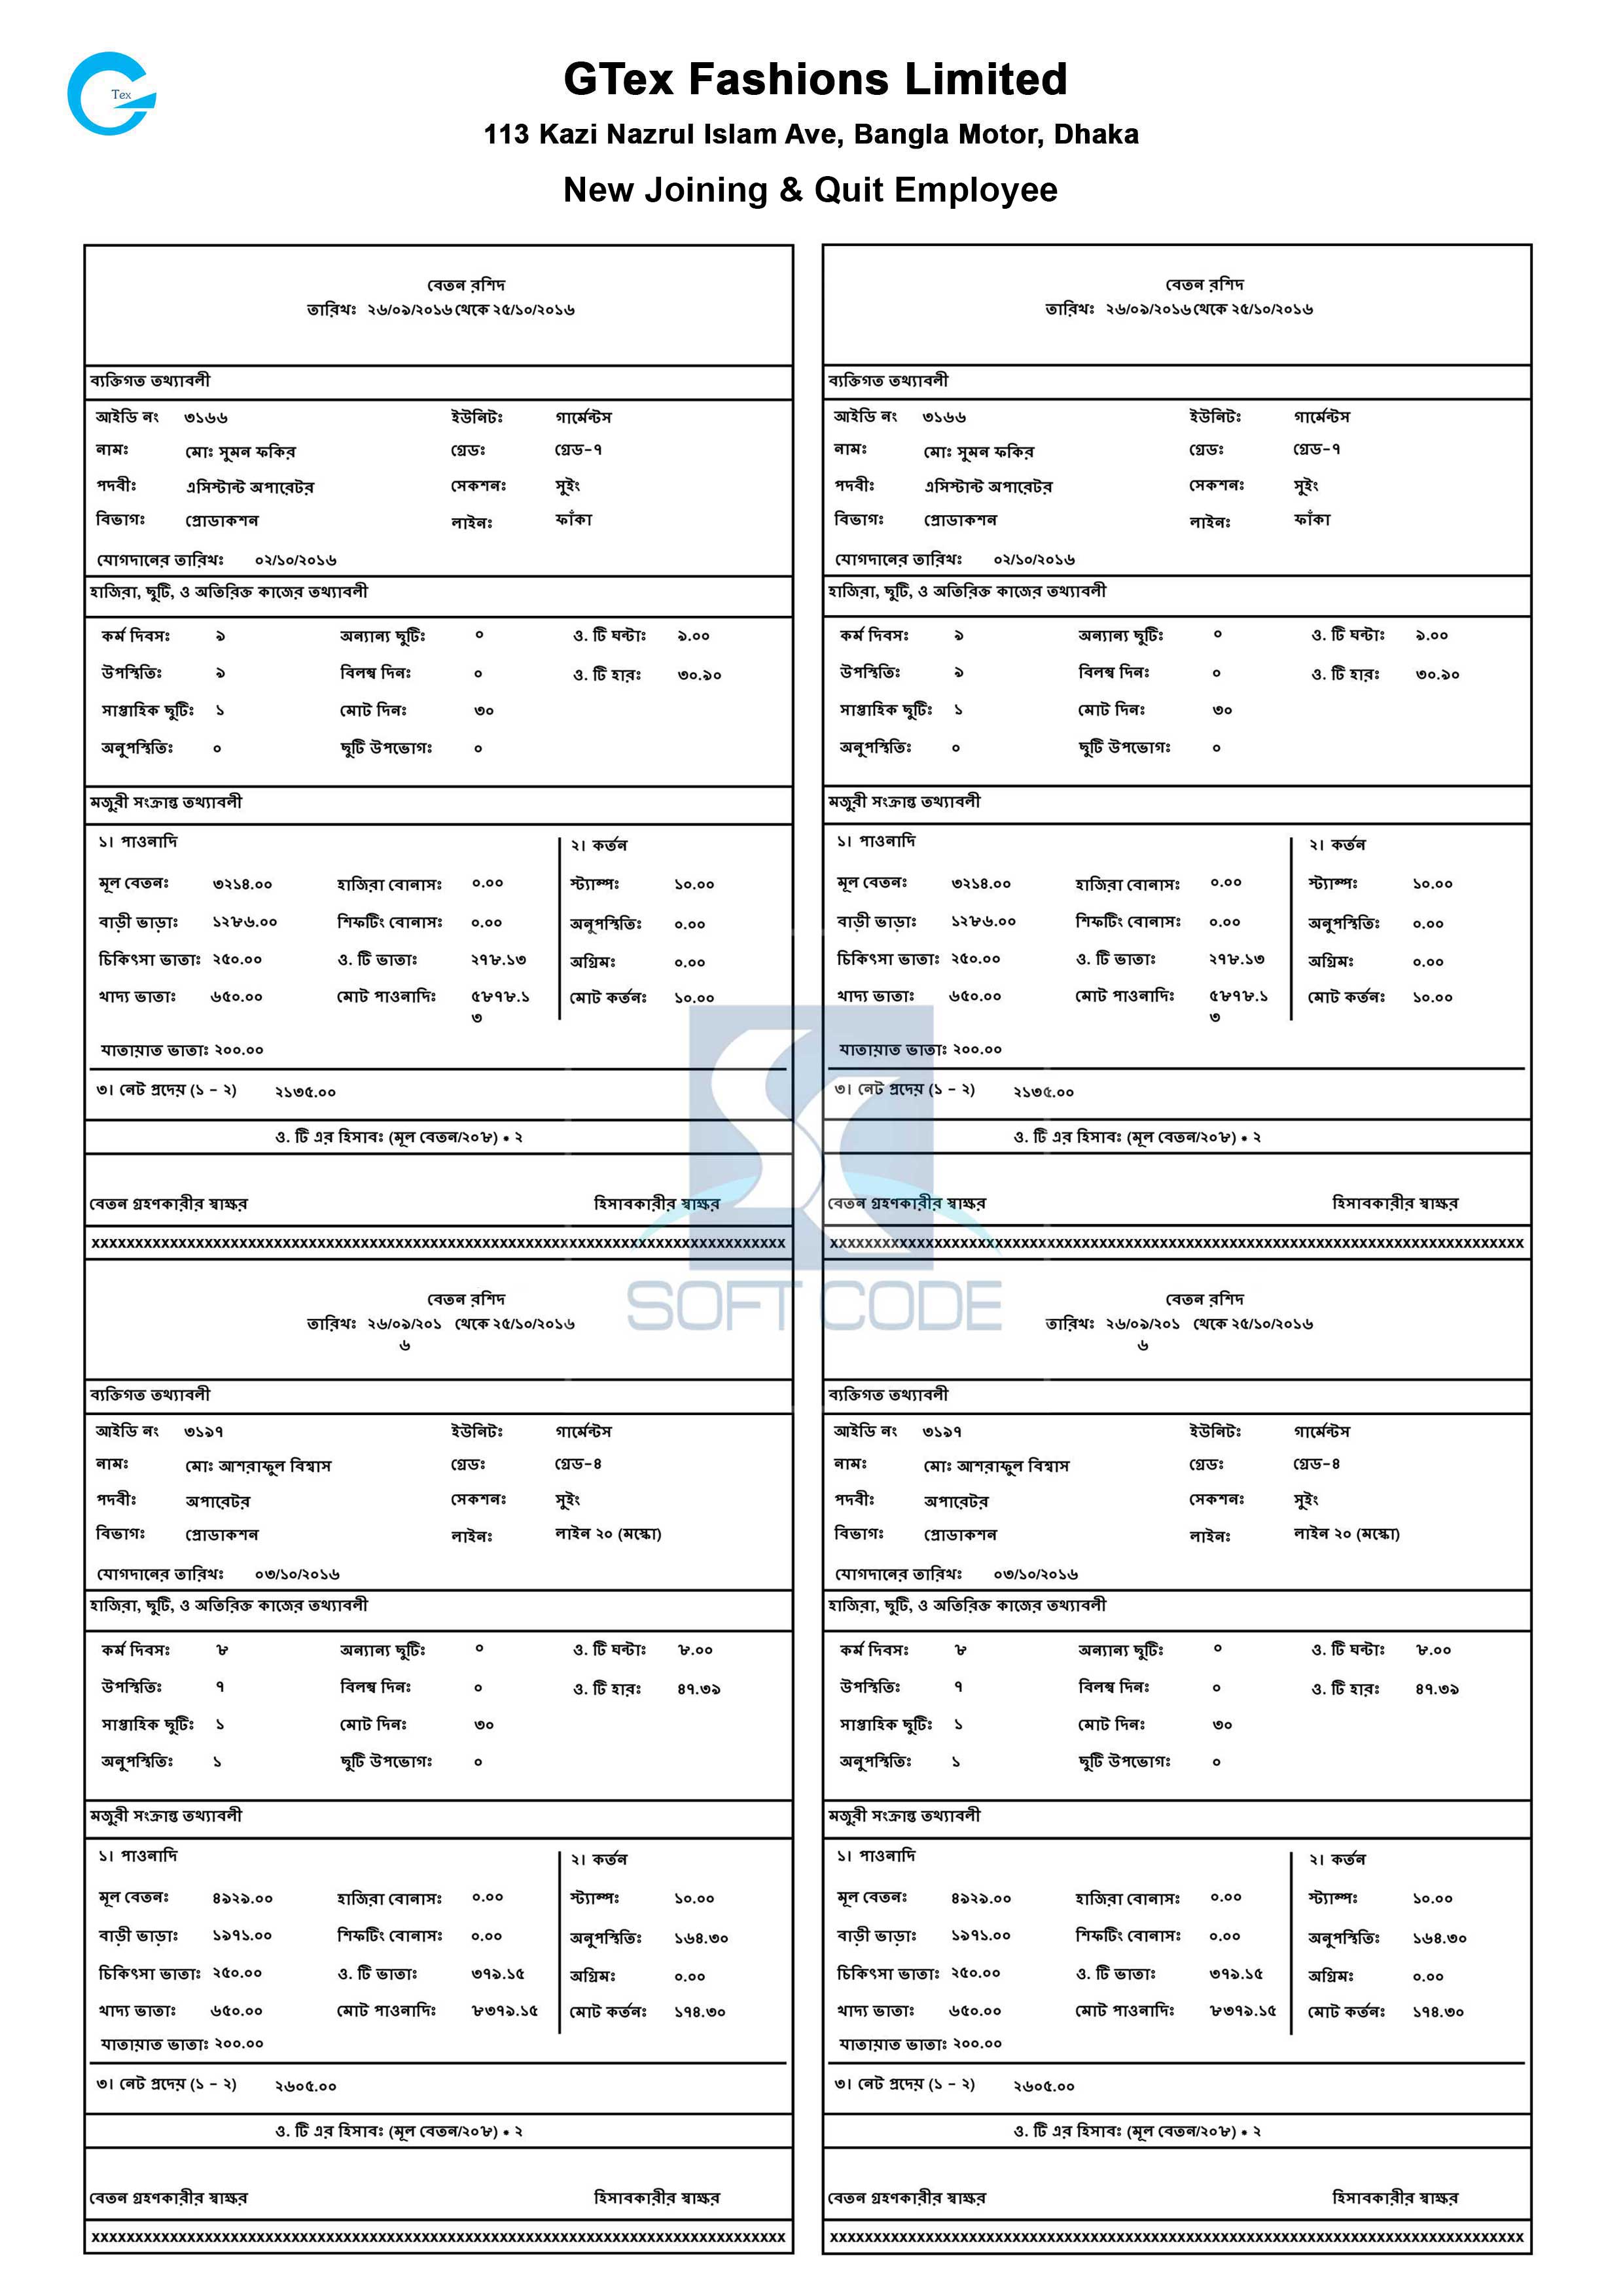 Tex
GTex Fashions Limited
113 Kazi Nazrul Islam Ave, Bangla Motor, Dhaka
New Joining & Quit Employee
বেতন রশিদ
তারিখঃ ২৬/০৯/২০১৬ থেকে ২৫/১০/২০১৬
ব্যক্তিগত তথ্যাবলী
আইডি নং ৩১৬৬ ইউনিটঃ গার্মেন্টস
নামঃ মোঃ সুমন ফকির গ্রেডঃ গ্রেড-৭
পদবীঃ এসিস্টান্ট অপারেটর সেকশনঃ সুইং
বিভাগঃ প্রোডাকশন লাইনঃ ফাঁকা
যোগদানের তারিখঃ ০২/১০/২০১৬
হাজিরা, ছুটি, ও অতিরিক্ত কাজের তথ্যাবলী
কর্ম দিবসঃ ৯ অন্যান্য ছুটিঃ ০ ও. টি ঘন্টাঃ ৯.০০
উপস্থিতিঃ ৯ বিলম্ব দিনঃ ০ ও. টি হারঃ ৩০.৯০
সাপ্তাহিক ছুটিঃ ১ মোট দিনঃ ৩০
অনুপস্থিতিঃ ০ ছুটি উপভোগঃ ০
মজুরী সংক্রান্ত তথ্যাবলী
১। পাওনাদি ২। কর্তন
মূল বেতনঃ ৩২১৪.০০ হাজিরা বোনাসঃ ০.০০ স্ট্যাম্পঃ ১০.০০
বাড়ী ভাড়াঃ ১২৮৬.০০ শিফটিং বোনাসঃ ০.০০ অনুপস্থিতিঃ ০.০০
চিকিৎসা ভাতাঃ ২৫০.০০ ও. টি ভাতাঃ ২৭৮.১৩ অগ্রিমঃ ০.০০
খাদ্য ভাতাঃ ৬৫০.০০ মোট পাওনাদিঃ ৫৮৭৮.১ মোট কর্তনঃ ১০.০০
৩
যাতায়াত ভাতাঃ ২০০.০০
৩। নেট প্রদেয় (১ - ২) ২১৩৫.০০
ও. টি এর হিসাবঃ (মূল বেতন/২০৮) * ২
বেতন গ্রহণকারীর স্বাক্ষর হিসাবকারীর স্বাক্ষর
xxxxxxxxxxxxxxxxxxxxxxxxxxxxxxxxxxxxxxxxxxxxxxxxxxxxxxxxxxxxxxxxxxxxxxxxxxxxxxxx
বেতন রশিদ
তারিখঃ ২৬/০৯/২০১ থেকে ২৫/১০/২০১৬
৬
ব্যক্তিগত তথ্যাবলী
আইডি নং ৩১৯৭ ইউনিটঃ গার্মেন্টস
নামঃ মোঃ আশরাফুল বিশ্বাস গ্রেডঃ গ্রেড-৪
পদবীঃ অপারেটর সেকশনঃ সুইং
বিভাগঃ প্রোডাকশন লাইনঃ লাইন ২০ (মস্কো)
যোগদানের তারিখঃ ০৩/১০/২০১৬
হাজিরা, ছুটি, ও অতিরিক্ত কাজের তথ্যাবলী
কর্ম দিবসঃ ৮ অন্যান্য ছুটিঃ ০ ও. টি ঘন্টাঃ ৮.০০
উপস্থিতিঃ ৭ বিলম্ব দিনঃ ০ ও. টি হারঃ ৪৭.৩৯
সাপ্তাহিক ছুটিঃ ১ মোট দিনঃ ৩০
অনুপস্থিতিঃ ১ ছুটি উপভোগঃ ০
মজুরী সংক্রান্ত তথ্যাবলী
১। পাওনাদি ২। কর্তন
মূল বেতনঃ ৪৯২৯.০০ হাজিরা বোনাসঃ ০.০০ স্ট্যাম্পঃ ১০.০০
বাড়ী ভাড়াঃ ১৯৭১.০০ শিফটিং বোনাসঃ ০.০০ অনুপস্থিতিঃ ১৬৪.৩০
চিকিৎসা ভাতাঃ ২৫০.০০ ও. টি ভাতাঃ ৩৭৯.১৫ অগ্রিমঃ ০.০০
খাদ্য ভাতাঃ ৬৫০.০০ মোট পাওনাদিঃ ৮৩৭৯.১৫ মোট কর্তনঃ ১৭৪.৩০
যাতায়াত ভাতাঃ ২০০.০০
৩। নেট প্রদেয় (১ - ২) ২৬০৫.০০
ও. টি এর হিসাবঃ (মূল বেতন/২০৮) * ২
বেতন গ্রহণকারীর স্বাক্ষর হিসাবকারীর স্বাক্ষর
xxxxxxxxxxxxxxxxxxxxxxxxxxxxxxxxxxxxxxxxxxxxxxxxxxxxxxxxxxxxxxxxxxxxxxxxxxxxxxxx
বেতন রশিদ
তারিখঃ ২৬/০৯/২০১৬ থেকে ২৫/১০/২০১৬
ব্যক্তিগত তথ্যাবলী
আইডি নং ৩১৬৬ ইউনিটঃ গার্মেন্টস
নামঃ মোঃ সুমন ফকির গ্রেডঃ গ্রেড-৭
পদবীঃ এসিস্টান্ট অপারেটর সেকশনঃ সুইং
বিভাগঃ প্রোডাকশন লাইনঃ ফাঁকা
যোগদানের তারিখঃ ০২/১০/২০১৬
হাজিরা, ছুটি, ও অতিরিক্ত কাজের তথ্যাবলী
কর্ম দিবসঃ ৯ অন্যান্য ছুটিঃ ০ ও. টি ঘন্টাঃ ৯.০০
উপস্থিতিঃ ৯ বিলম্ব দিনঃ ০ ও. টি হারঃ ৩০.৯০
সাপ্তাহিক ছুটিঃ ১ মোট দিনঃ ৩০
অনুপস্থিতিঃ ০ ছুটি উপভোগঃ ০
মজুরী সংক্রান্ত তথ্যাবলী
১। পাওনাদি ২। কর্তন
মূল বেতনঃ ৩২১৪.০০ হাজিরা বোনাসঃ ০.০০ স্ট্যাম্পঃ ১০.০০
বাড়ী ভাড়াঃ ১২৮৬.০০ শিফটিং বোনাসঃ ০.০০ অনুপস্থিতিঃ ০.০০
চিকিৎসা ভাতাঃ ২৫০.০০ ও. টি ভাতাঃ ২৭৮.১৩ অগ্রিমঃ ০.০০
খাদ্য ভাতাঃ ৬৫০.০০ মোট পাওনাদিঃ ৫৮৭৮.১ মোট কর্তনঃ ১০.০০
৩
যাতায়াত ভাতাঃ ২০০.০০
৩। নেট প্রদেয় (১ - ২) ২১৩৫.০০
ও. টি এর হিসাবঃ (মূল বেতন/২০৮) * ২
বেতন গ্রহণকারীর স্বাক্ষর হিসাবকারীর স্বাক্ষর
xxxxxxxxxxxxxxxxxxxxxxxxxxxxxxxxxxxxxxxxxxxxxxxxxxxxxxxxxxxxxxxxxxxxxxxxxxxxxxxx
বেতন রশিদ
তারিখঃ ২৬/০৯/২০১ থেকে ২৫/১০/২০১৬
৬
ব্যক্তিগত তথ্যাবলী
আইডি নং ৩১৯৭ ইউনিটঃ গার্মেন্টস
নামঃ মোঃ আশরাফুল বিশ্বাস গ্রেডঃ গ্রেড-৪
পদবীঃ অপারেটর সেকশনঃ সুইং
বিভাগঃ প্রোডাকশন লাইনঃ লাইন ২০ (মস্কো)
যোগদানের তারিখঃ ০৩/১০/২০১৬
হাজিরা, ছুটি, ও অতিরিক্ত কাজের তথ্যাবলী
কর্ম দিবসঃ ৮ অন্যান্য ছুটিঃ ০ ও. টি ঘন্টাঃ ৮.০০
উপস্থিতিঃ ৭ বিলম্ব দিনঃ ০ ও. টি হারঃ ৪৭.৩৯
সাপ্তাহিক ছুটিঃ ১ মোট দিনঃ ৩০
অনুপস্থিতিঃ ১ ছুটি উপভোগঃ ০
মজুরী সংক্রান্ত তথ্যাবলী
১। পাওনাদি ২। কর্তন
মূল বেতনঃ ৪৯২৯.০০ হাজিরা বোনাসঃ ০.০০ স্ট্যাম্পঃ ১০.০০
বাড়ী ভাড়াঃ ১৯৭১.০০ শিফটিং বোনাসঃ ০.০০ অনুপস্থিতিঃ ১৬৪.৩০
চিকিৎসা ভাতাঃ ২৫০.০০ ও. টি ভাতাঃ ৩৭৯.১৫ অগ্রিমঃ ০.০০
খাদ্য ভাতাঃ ৬৫০.০০ মোট পাওনাদিঃ ৮৩৭৯.১৫ মোট কর্তনঃ ১৭৪.৩০
যাতায়াত ভাতাঃ ২০০.০০
৩। নেট প্রদেয় (১ - ২) ২৬০৫.০০
ও. টি এর হিসাবঃ (মূল বেতন/২০৮) * ২
বেতন গ্রহণকারীর স্বাক্ষর হিসাবকারীর স্বাক্ষর
xxxxxxxxxxxxxxxxxxxxxxxxxxxxxxxxxxxxxxxxxxxxxxxxxxxxxxxxxxxxxxxxxxxxxxxxxxxxxxxx
SC
SOFT CODE